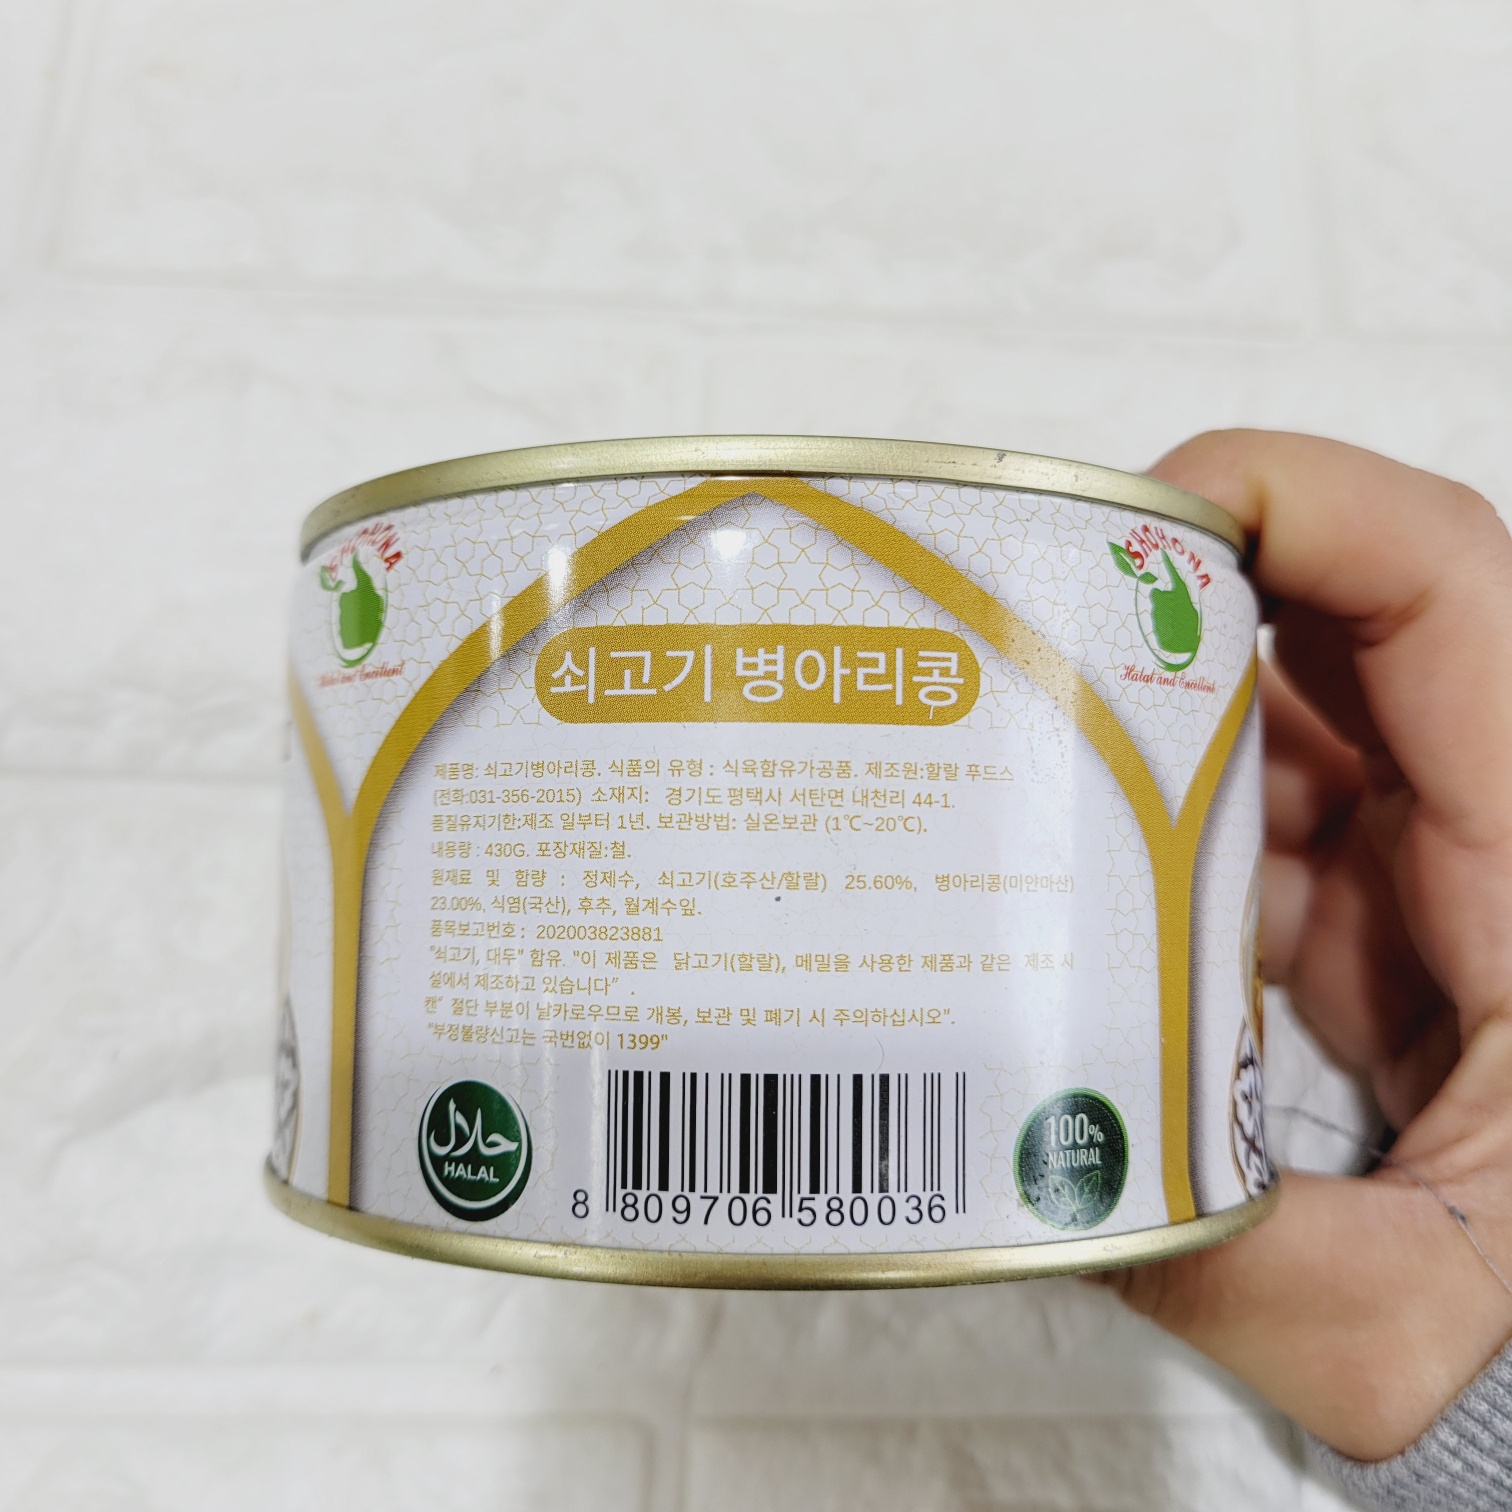 SHOHONA
Halal and Excellent
SHOHONA
Halal and Excellent
쇠고기 병아리콩
제품명: 쇠고기병아리콩. 식품의 유형 : 식육함유가공품. 제조원:할랄 푸드스
(전화:031-356-2015) 소재지: 경기도 평택시 서탄면 내천리 44-1.
품질유지기한:제조 일부터 1년. 보관방법: 실온보관 (1℃~20℃).
내용량 : 430G. 포장재질:철.
원재료 및 함량 : 정제수, 쇠고기(호주산/할랄) 25.60%, 병아리콩(미얀마산)
23.00%, 식염(국산), 후추, 월계수잎.
품목보고번호 : 202003823881
"쇠고기, 대두" 함유. "이 제품은 닭고기(할랄), 메밀을 사용한 제품과 같은 제조 시
설에서 제조하고 있습니다" .
캔" 절단 부분이 날카로우므로 개봉, 보관 및 폐기 시 주의하십시오".
"부정불량신고는 국번없이 1399"
حلال
HALAL
8 809706 580036
100%
NATURAL